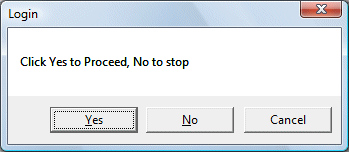 Login
Click Yes to Proceed, No to stop
Yes No Cancel